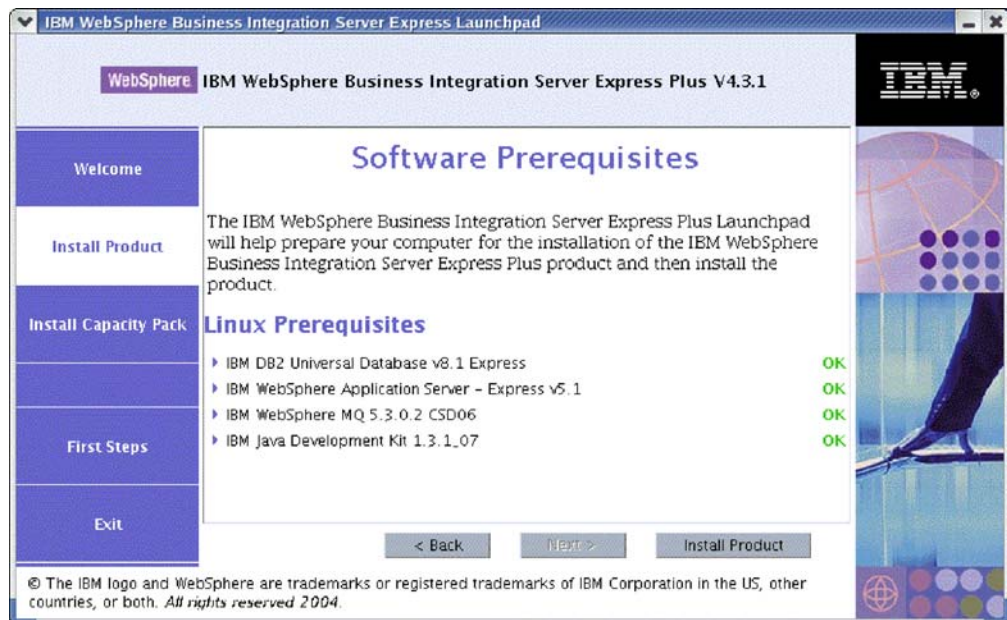 IBM WebSphere Business Integration Server Express Launchpad
WebSphere IBM WebSphere Business Integration Server Express Plus V4.3.1
IBM®
Welcome
Install Product
Install Capacity Pack
First Steps
Exit
Software Prerequisites
The IBM WebSphere Business Integration Server Express Plus Launchpad
will help prepare your computer for the installation of the IBM WebSphere
Business Integration Server Express Plus product and then install the
product.
Linux Prerequisites
IBM DB2 Universal Database v8.1 Express OK
IBM WebSphere Application Server – Express v5.1 OK
IBM WebSphere MQ 5.3.0.2 CSD06 OK
IBM Java Development Kit 1.3.1_07 OK
< Back Next > Install Product
© The IBM logo and WebSphere are trademarks or registered trademarks of IBM Corporation in the US, other
countries, or both. All rights reserved 2004.